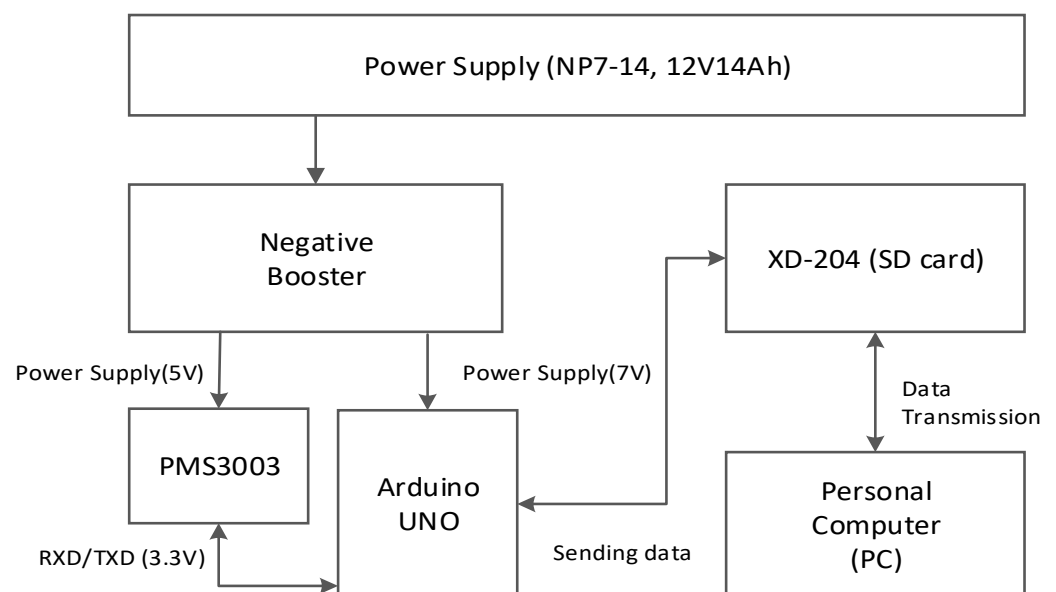 Power Supply (NP7-14, 12V14Ah)
Negative
Booster
XD-204 (SD card)
Power Supply(5V)
Power Supply(7V)
Data
Transmission
PMS3003
Arduino
UNO
Personal
Computer
(PC)
RXD/TXD (3.3V)
Sending data